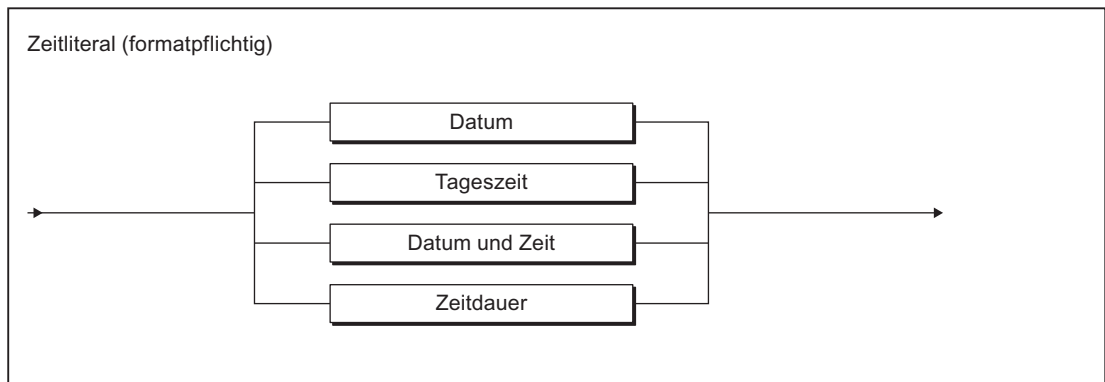 Zeitliteral (formatpflichtig)
Datum
Tageszeit
Datum und Zeit
Zeitdauer